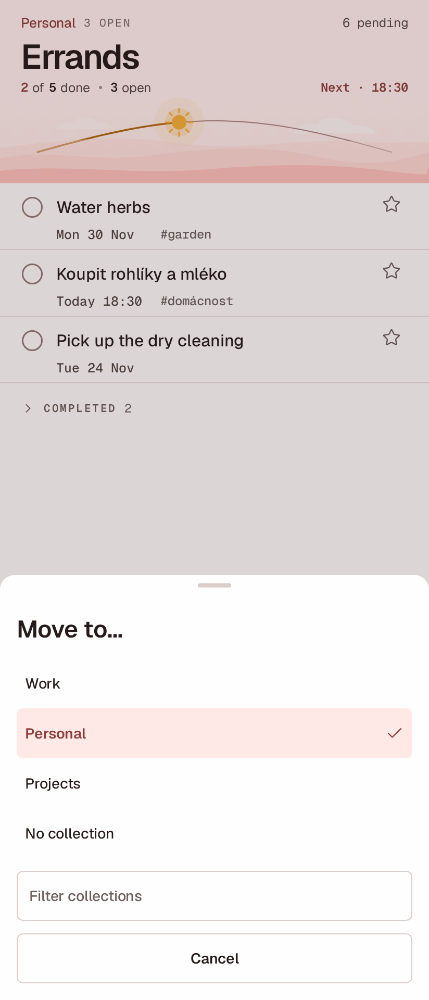 Personal 3 OPEN 6 pending
Errands
2 of 5 done • 3 open Next · 18:30
Water herbs
Mon 30 Nov #garden
Koupit rohlíky a mléko
Today 18:30 #domácnost
Pick up the dry cleaning
Tue 24 Nov
COMPLETED 2
Move to...
Work
Personal
Projects
No collection
Filter collections
Cancel